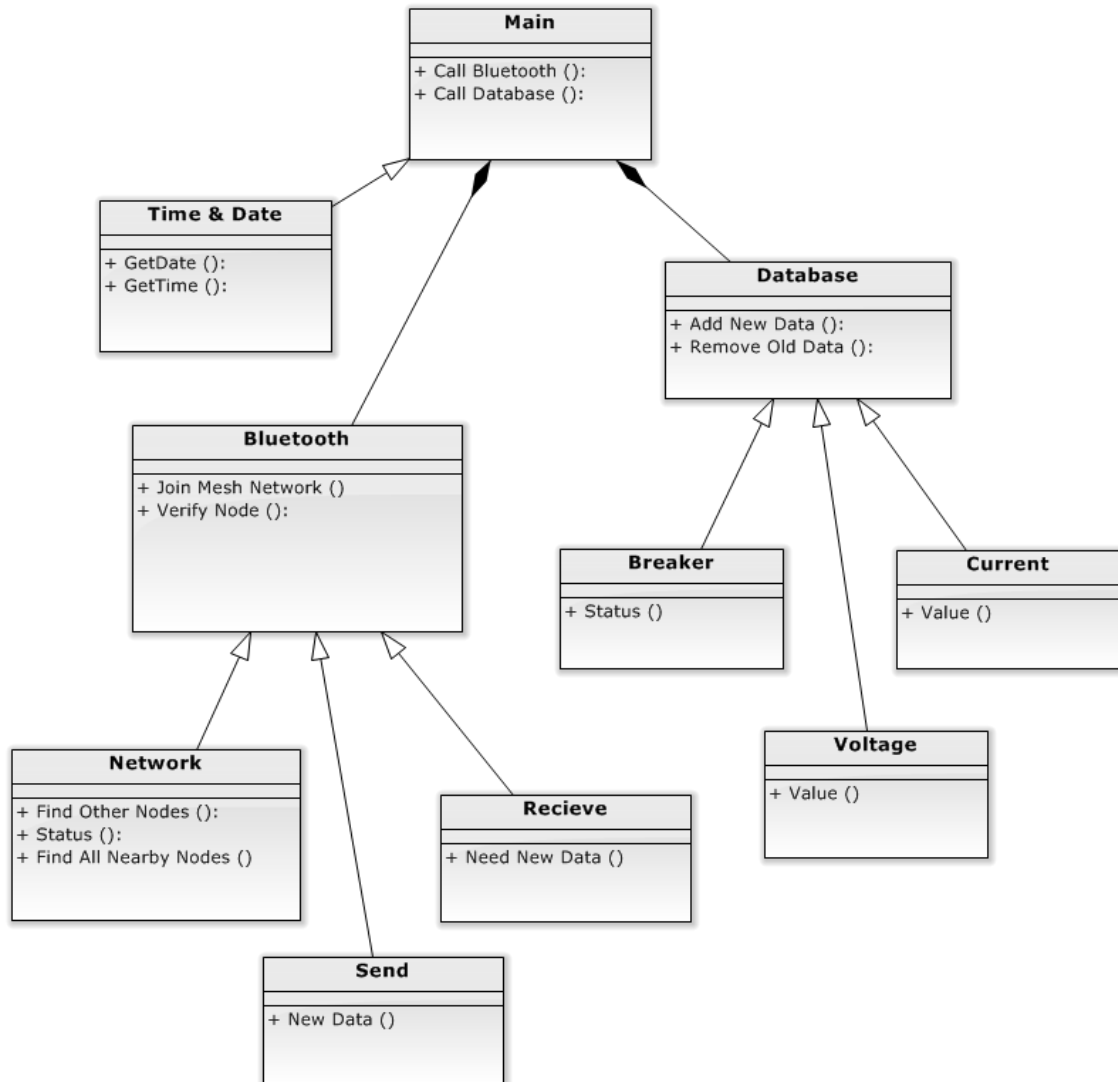 Main
+ Call Bluetooth ():
+ Call Database ():
Time & Date
+ GetDate ():
+ GetTime ():
Database
+ Add New Data ():
+ Remove Old Data ():
Bluetooth
+ Join Mesh Network ()
+ Verify Node ():
Breaker
+ Status ()
Current
+ Value ()
Voltage
+ Value ()
Network
+ Find Other Nodes ():
+ Status ():
+ Find All Nearby Nodes ()
Recieve
+ Need New Data ()
Send
+ New Data ()